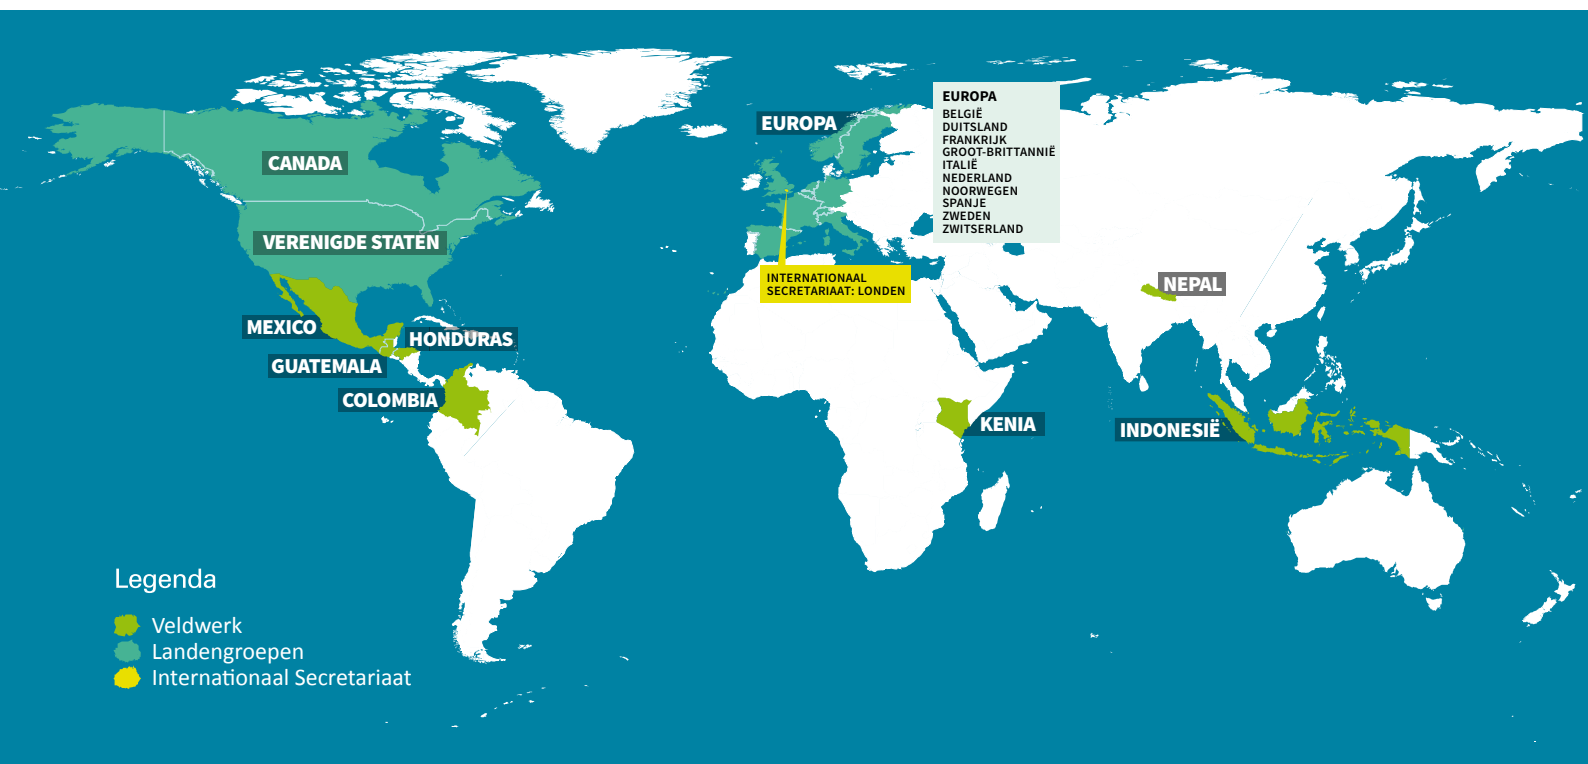 EUROPA
EUROPA
BELGIË
DUITSLAND
FRANKRIJK
GROOT-BRITTANNIË
ITALIË
NEDERLAND
NOORWEGEN
SPANJE
ZWEDEN
ZWITSERLAND
CANADA
VERENIGDE STATEN
INTERNATIONAAL
SECRETARIAAT: LONDEN
NEPAL
MEXICO
HONDURAS
GUATEMALA
COLOMBIA
KENIA
INDONESIË
Legenda
Veldwerk
Landengroepen
Internationaal Secretariaat